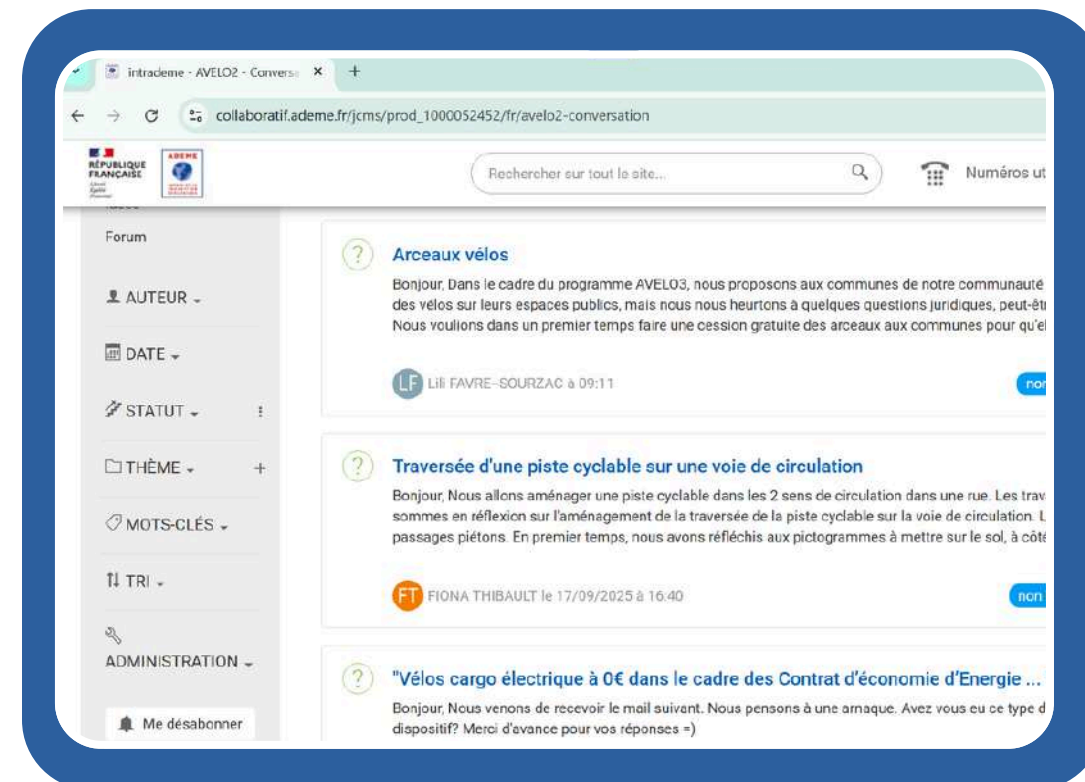 intrademe - AVELO2 - Convers
collaboratif.ademe.fr/jcms/prod_1000052452/fr/avelo2-conversation
RÉPUBLIQUE
FRANÇAISE
ADEME
Rechercher sur tout le site...
Numéros ut
Forum
AUTEUR
DATE
STATUT
THÈME
MOTS-CLÉS
TRI
ADMINISTRATION
Me désabonner
Arceaux vélos
Bonjour, Dans le cadre du programme AVELO3, nous proposons aux communes de notre communauté
des vélos sur leurs espaces publics, mais nous nous heurtons à quelques questions juridiques, peut-êtr
Nous voulions dans un premier temps faire une cession gratuite des arceaux aux communes pour qu'el
LF Lili FAVRE-SOURZAC à 09:11
non
Traversée d'une piste cyclable sur une voie de circulation
Bonjour, Nous allons aménager une piste cyclable dans les 2 sens de circulation dans une rue. Les trav
sommes en réflexion sur l'aménagement de la traversée de la piste cyclable sur la voie de circulation. L
passages piétons. En premier temps, nous avons réfléchis aux pictogrammes à mettre sur le sol, à côté
FT FIONA THIBAULT le 17/09/2025 à 16:40
non
"Vélos cargo électrique à 0€ dans le cadre des Contrat d'économie d'Energie ...
Bonjour, Nous venons de recevoir le mail suivant. Nous pensons à une arnaque. Avez vous eu ce type d
dispositif? Merci d'avance pour vos réponses =)